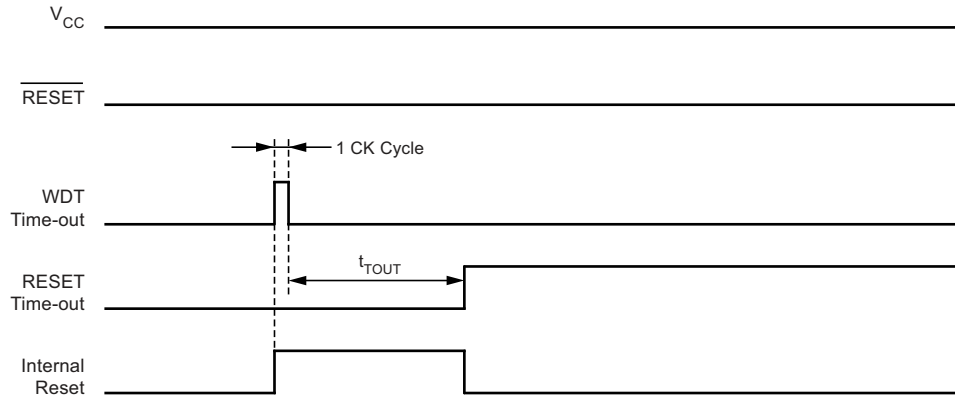 VCC
RESET
1 CK Cycle
WDT
Time-out
tTOUT
RESET
Time-out
Internal
Reset